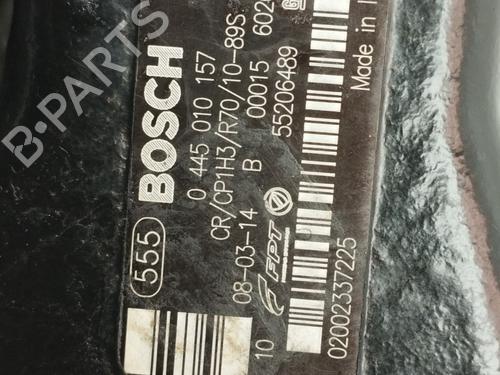 555
BOSCH
0 445 010 157
CR/CP1H3/R70/10-89S
B 00015 602
08-03-14
55206489
10
FPT
Made in
02002337225
B-PARTS